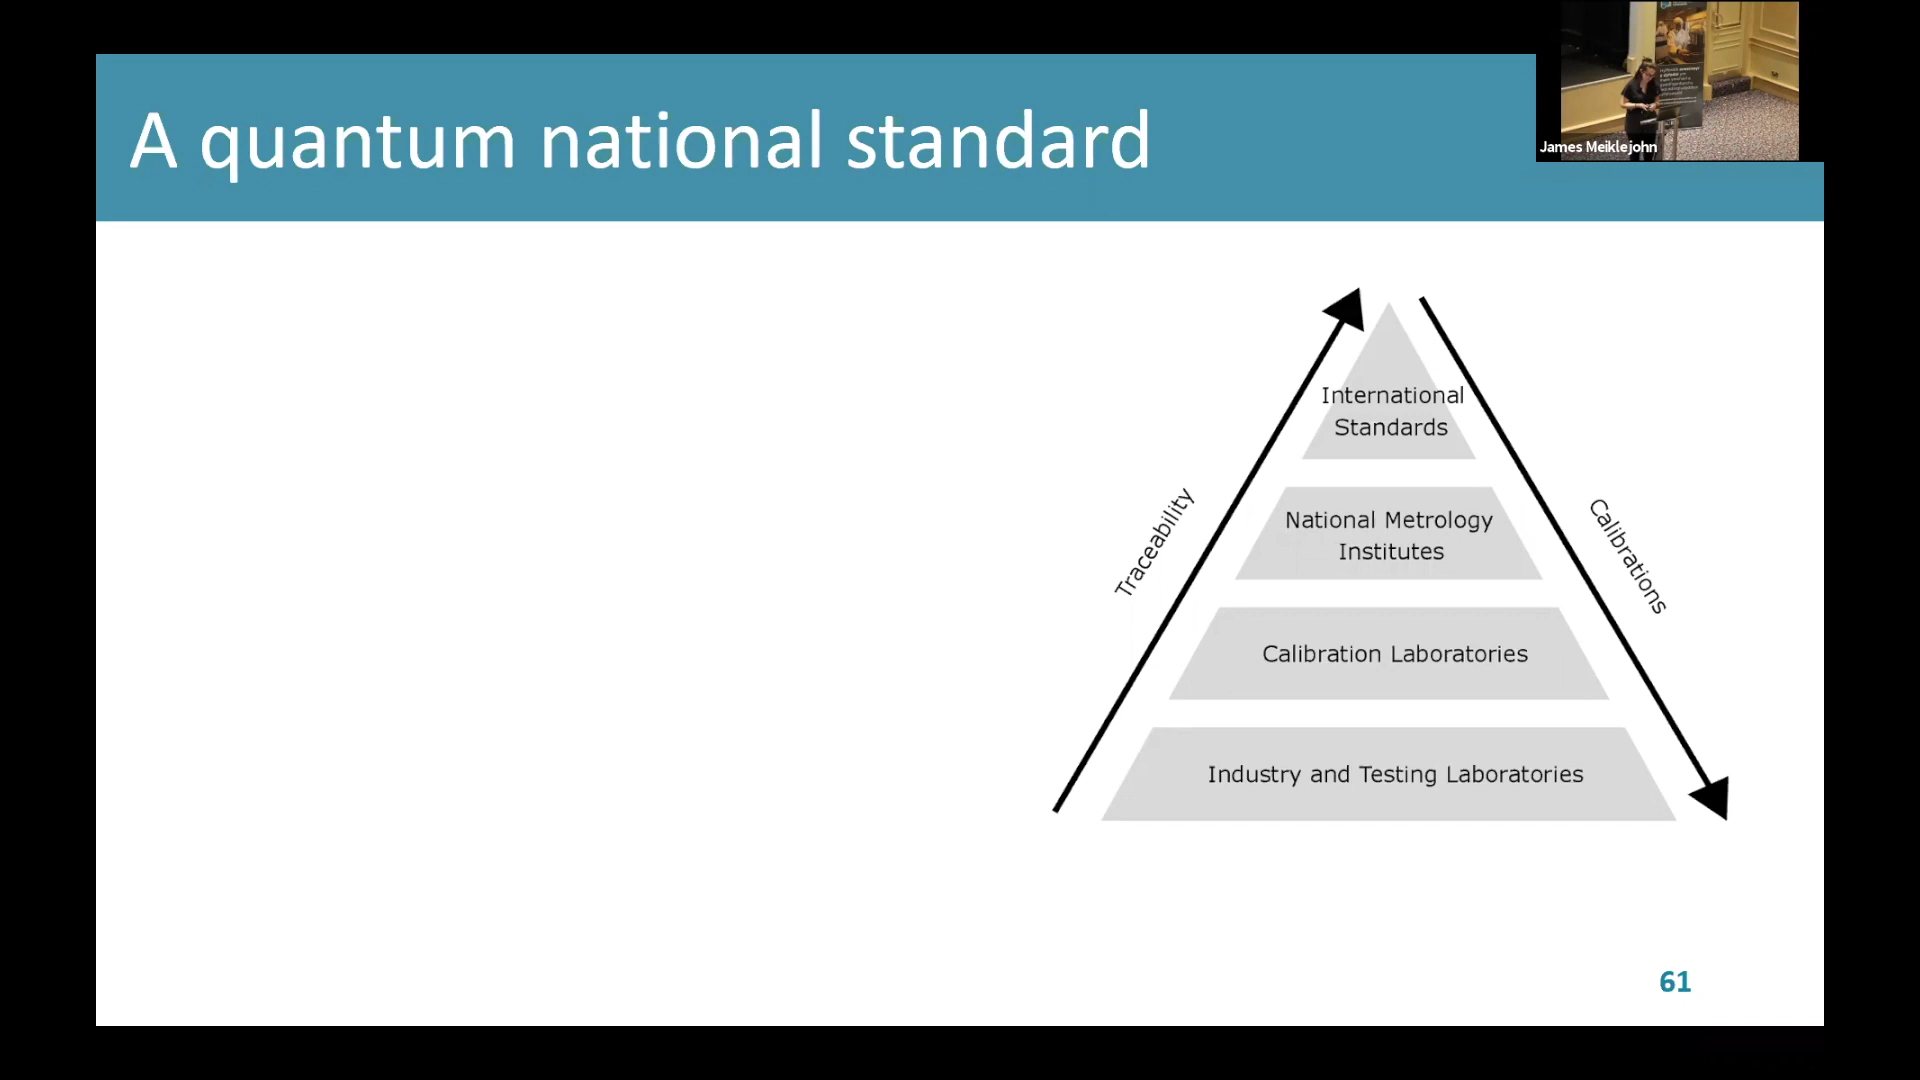 A quantum national standard
James Meiklejohn
International
Standards
National Metrology
Institutes
Calibration Laboratories
Industry and Testing Laboratories
Traceability
Calibrations
61